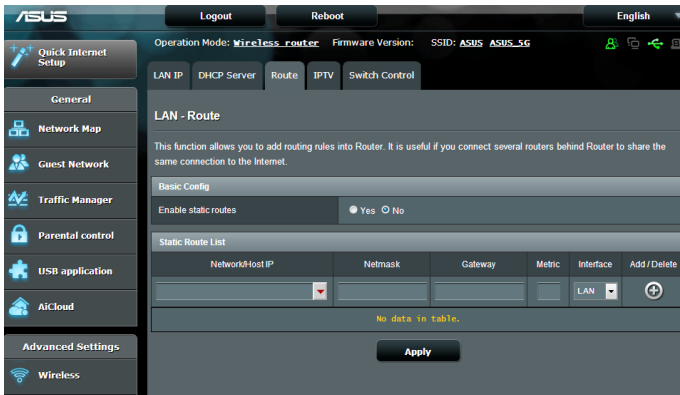 ASUS
Logout
Reboot
English
Quick Internet
Setup
Operation Mode: Wireless router Firmware Version: SSID: ASUS ASUS_5G
LAN IP DHCP Server Route IPTV Switch Control
General
Network Map
Guest Network
Traffic Manager
Parental control
USB application
AiCloud
Advanced Settings
Wireless
LAN - Route
This function allows you to add routing rules into Router. It is useful if you connect several routers behind Router to share the
same connection to the Internet.
Basic Config
Enable static routes Yes No
Static Route List
Network/Host IP Netmask Gateway Metric Interface Add / Delete
LAN
No data in table.
Apply